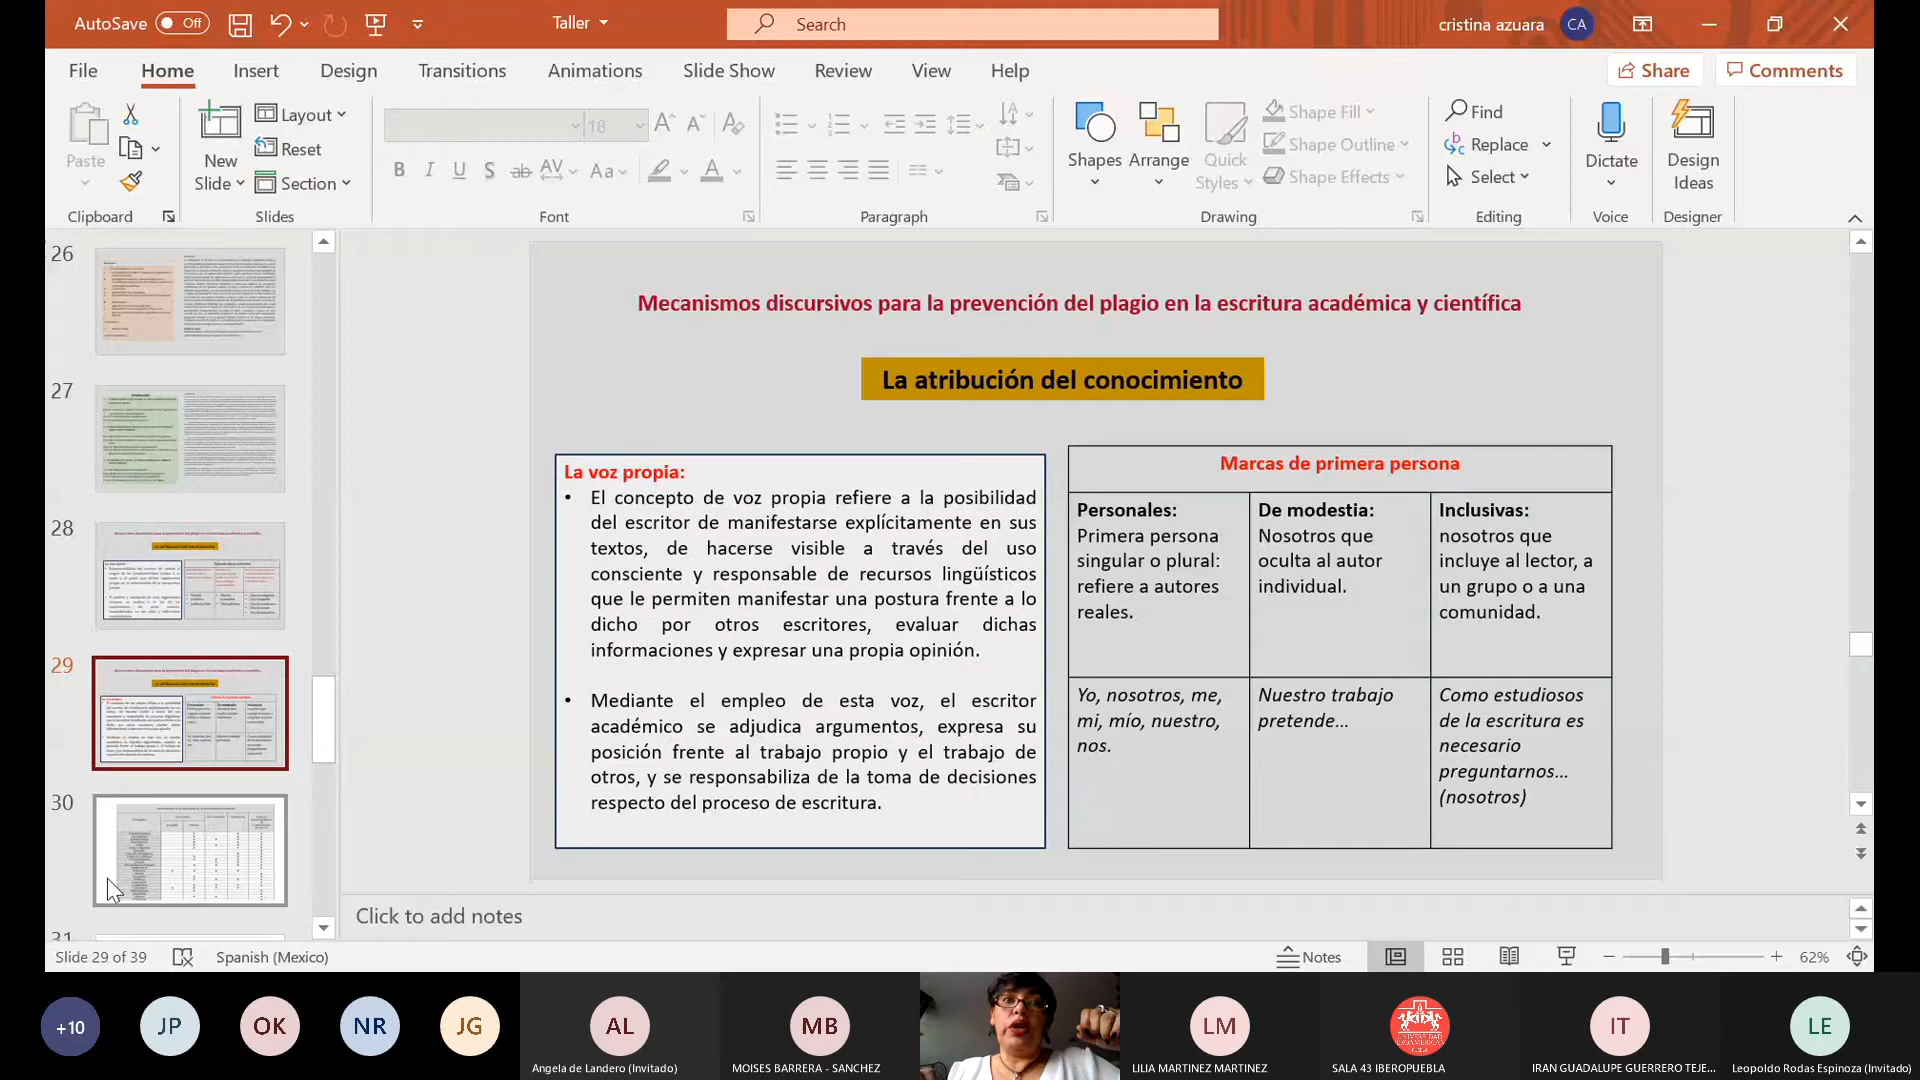 AutoSave Off
Taller
Search
cristina azuara CA
File Home Insert Design Transitions Animations Slide Show Review View Help
Share Comments
Paste
New
Slide
Layout
Reset
Section
18
B I U S ab AV Aa A
Shapes
Arrange
Quick
Styles
Shape Fill
Shape Outline
Shape Effects
Find
Replace
Select
Dictate
Design
Ideas
Clipboard Slides Font Paragraph Drawing Editing Voice Designer
26
27
28
29
30
31
Mecanismos discursivos para la prevención del plagio en la escritura académica y científica
La atribución del conocimiento
La voz propia:
• El concepto de voz propia refiere a la posibilidad
del escritor de manifestarse explícitamente en sus
textos, de hacerse visible a través del uso
consciente y responsable de recursos lingüísticos
que le permiten manifestar una postura frente a lo
dicho por otros escritores, evaluar dichas
informaciones y expresar una propia opinión.
• Mediante el empleo de esta voz, el escritor
académico se adjudica argumentos, expresa su
posición frente al trabajo propio y el trabajo de
otros, y se responsabiliza de la toma de decisiones
respecto del proceso de escritura.
Marcas de primera persona
Personales:
Primera persona
singular o plural:
refiere a autores
reales.
De modestia:
Nosotros que
oculta al autor
individual.
Inclusivas:
nosotros que
incluye al lector, a
un grupo o a una
comunidad.
Yo, nosotros, me,
mi, mío, nuestro,
nos.
Nuestro trabajo
pretende...
Como estudiosos
de la escritura es
necesario
preguntarnos...
(nosotros)
Click to add notes
Slide 29 of 39
Spanish (Mexico)
Notes
62%
+10
JP
OK
NR
JG
AL
MB
LM
IT
LE
Angela de Landero (Invitado)
MOISES BARRERA - SANCHEZ
LILIA MARTINEZ MARTINEZ
SALA 43 IBEROPUEBLA
IRAN GUADALUPE GUERRERO TEJE...
Leopoldo Rodas Espinoza (Invitado)